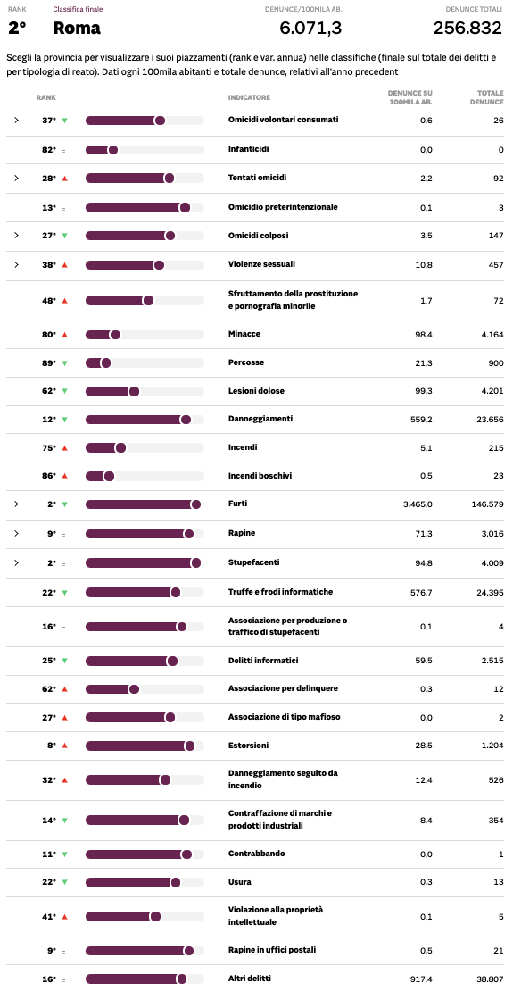 RANK Classifica finale DENUNCE/100MILA AB. DENUNCE TOTALI
2° Roma 6.071,3 256.832
Scegli la provincia per visualizzare i suoi piazzamenti (rank e var. annua) nelle classifiche (finale sul totale dei delitti e
per tipologia di reato). Dati ogni 100mila abitanti e totale denunce, relativi all'anno precedent
RANK INDICATORE DENUNCE SU 100MILA AB. TOTALE DENUNCE
37° Omicidi volontari consumati 0,6 26
82° = Infanticidi 0,0 0
28° Tentati omicidi 2,2 92
13° = Omicidio preterintenzionale 0,1 3
27° Omicidi colposi 3,5 147
38° Violenze sessuali 10,8 457
48° Sfruttamento della prostituzione e pornografia minorile 1,7 72
80° Minacce 98,4 4.164
89° Percosse 21,3 900
62° Lesioni dolose 99,3 4.201
12° Danneggiamenti 559,2 23.656
75° Incendi 5,1 215
86° Incendi boschivi 0,5 23
2° Furti 3.465,0 146.579
9° = Rapine 71,3 3.016
2° = Stupefacenti 94,8 4.009
22° Truffe e frodi informatiche 576,7 24.395
16° = Associazione per produzione o traffico di stupefacenti 0,1 4
25° Delitti informatici 59,5 2.515
62° Associazione per delinquere 0,3 12
27° Associazione di tipo mafioso 0,0 2
8° Estorsioni 28,5 1.204
32° Danneggiamento seguito da incendio 12,4 526
14° Contraffazione di marchi e prodotti industriali 8,4 354
11° Contrabbando 0,0 1
22° Usura 0,3 13
41° Violazione alla proprietà intellettuale 0,1 5
9° = Rapine in uffici postali 0,5 21
16° = Altri delitti 917,4 38.807